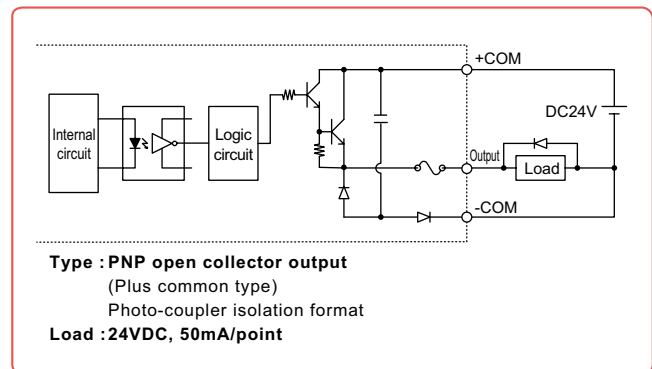 +COM
DC24V
Internal
circuit
Logic
circuit
Output
Load
-COM
Type : PNP open collector output
(Plus common type)
Photo-coupler isolation format
Load : 24VDC, 50mA/point